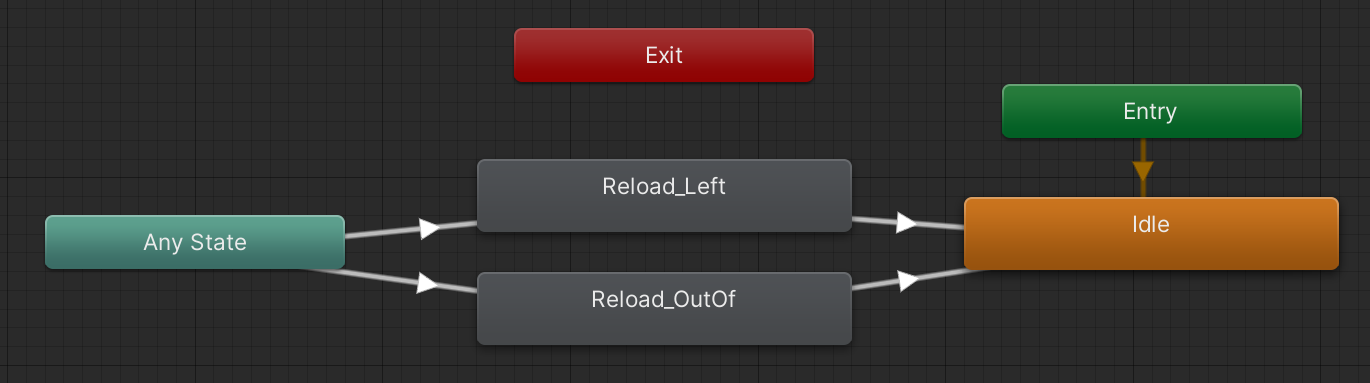 Exit
Entry
Reload_Left
Idle
Any State
Reload_OutOf